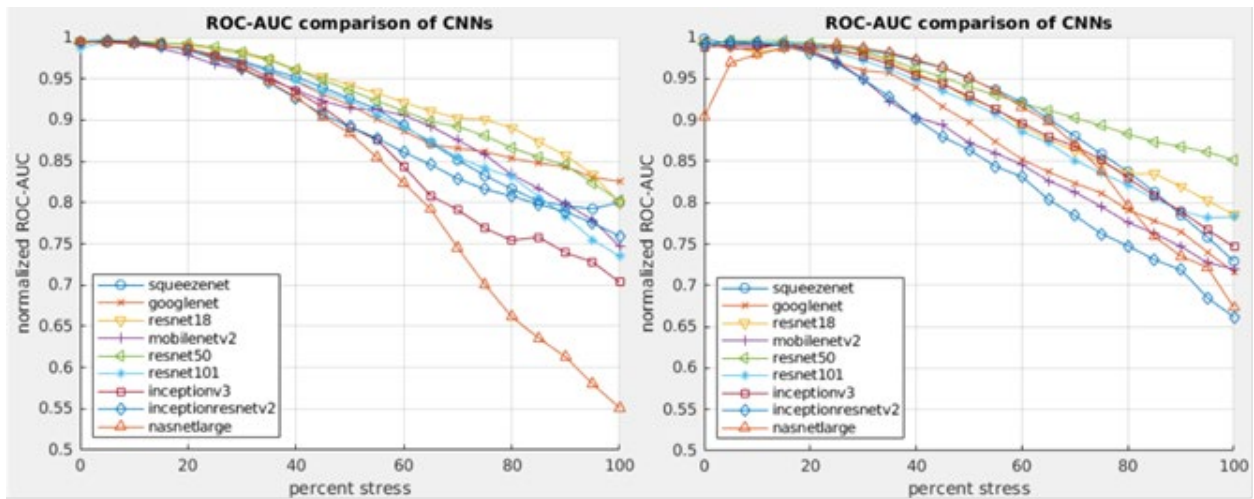 ROC-AUC comparison of CNNs
1
0.95
0.9
0.85
0.8
0.75
0.7
0.65
0.6
0.55
0.5
normalized ROC-AUC
squeezenet
googlenet
resnet18
mobilenetv2
resnet50
resnet101
inceptionv3
inceptionresnetv2
nasnetlarge
0 20 40 60 80 100
percent stress
ROC-AUC comparison of CNNs
1
0.95
0.9
0.85
0.8
0.75
0.7
0.65
0.6
0.55
0.5
normalized ROC-AUC
squeezenet
googlenet
resnet18
mobilenetv2
resnet50
resnet101
inceptionv3
inceptionresnetv2
nasnetlarge
0 20 40 60 80 100
percent stress